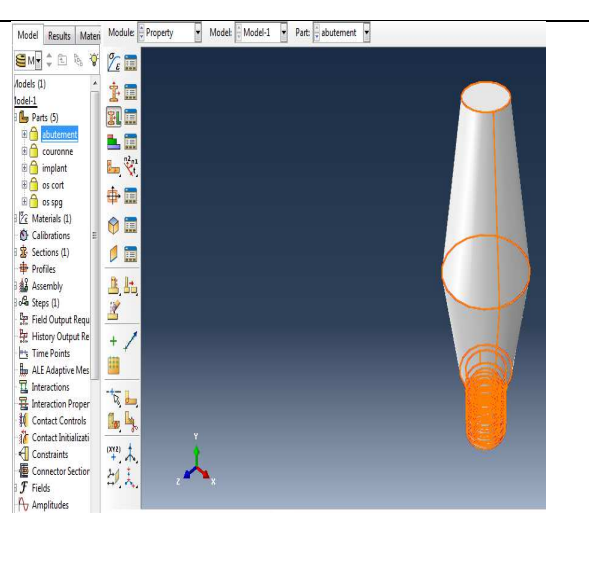 Model Results Materi Module: Property Model: Model-1 Part: abutement
M
Models (1)
Model-1
Parts (5)
abutement
couronne
implant
os cort
os spg
Materials (1)
Calibrations
Sections (1)
Profiles
Assembly
Steps (1)
Field Output Requ
History Output Re
Time Points
ALE Adaptive Mes
Interactions
Interaction Proper
Contact Controls
Contact Initializati
Constraints
Connector Section
Fields
Amplitudes
(XYZ)
Y
Z X